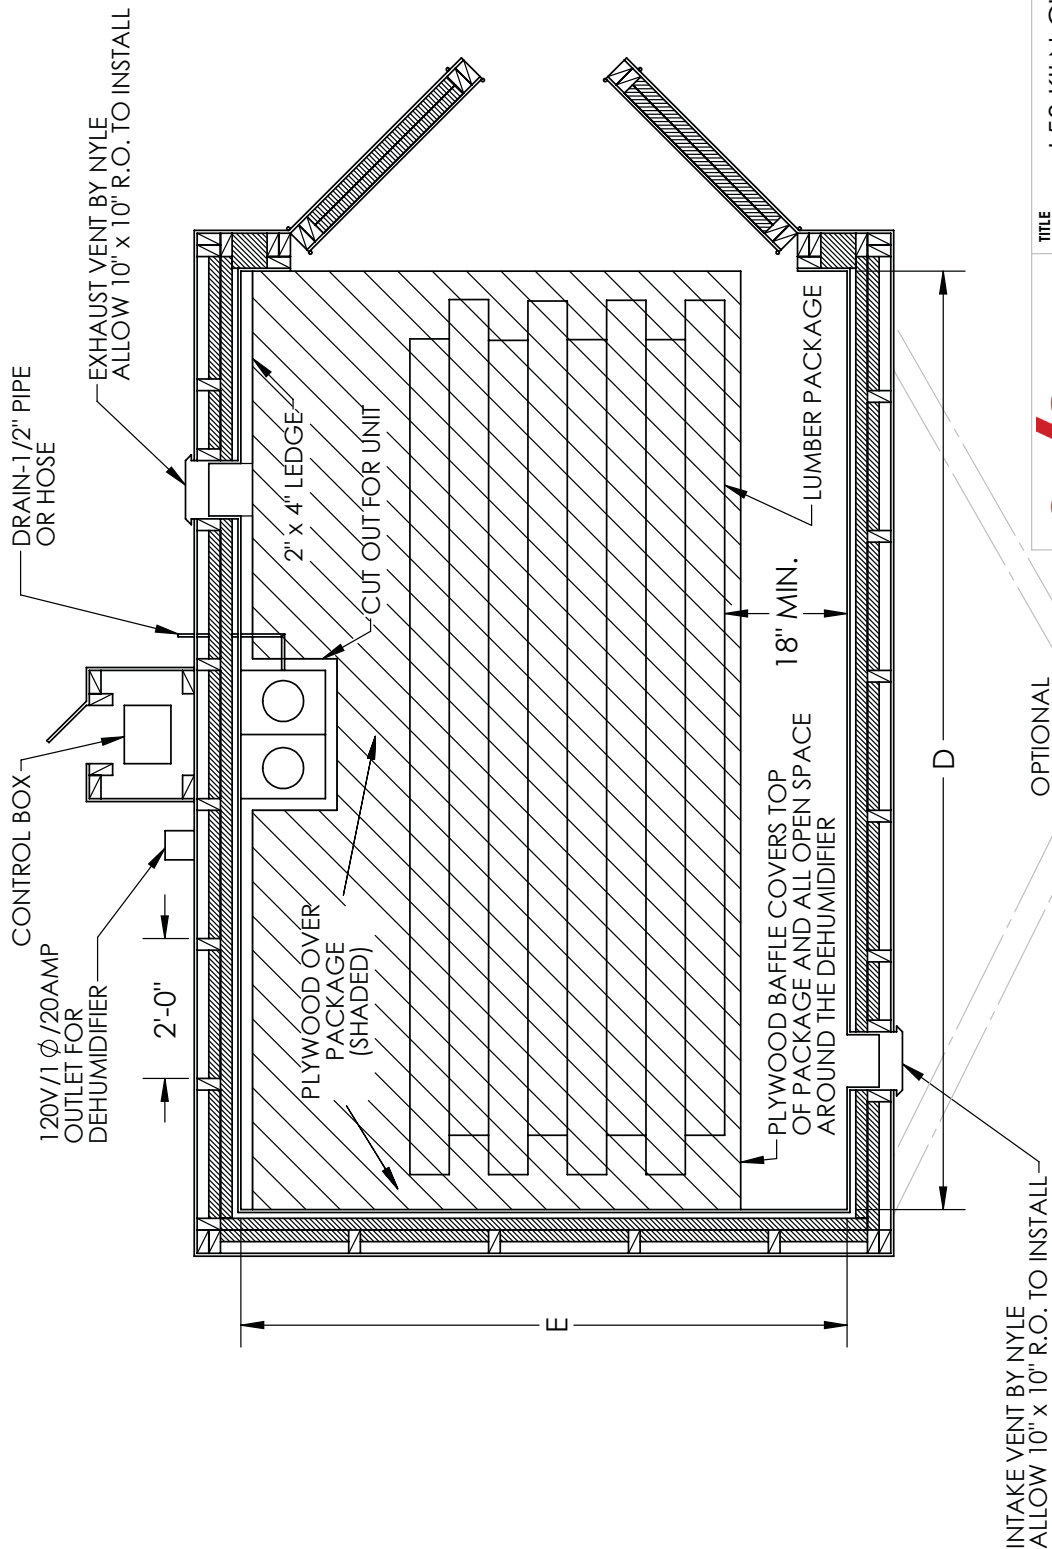 DRAIN-1/2" PIPE
OR HOSE
EXHAUST VENT BY NYLE
ALLOW 10" x 10" R.O. TO INSTALL
CONTROL BOX
120V/1 Φ /20AMP
OUTLET FOR
DEHUMIDIFIER
2'-0"
2" x 4" LEDGE
CUT OUT FOR UNIT
PLYWOOD OVER
PACKAGE
(SHADED)
LUMBER PACKAGE
18" MIN.
PLYWOOD BAFFLE COVERS TOP
OF PACKAGE AND ALL OPEN SPACE
AROUND THE DEHUMIDIFIER
D
E
INTAKE VENT BY NYLE
ALLOW 10" x 10" R.O. TO INSTALL
OPTIONAL
TITLE